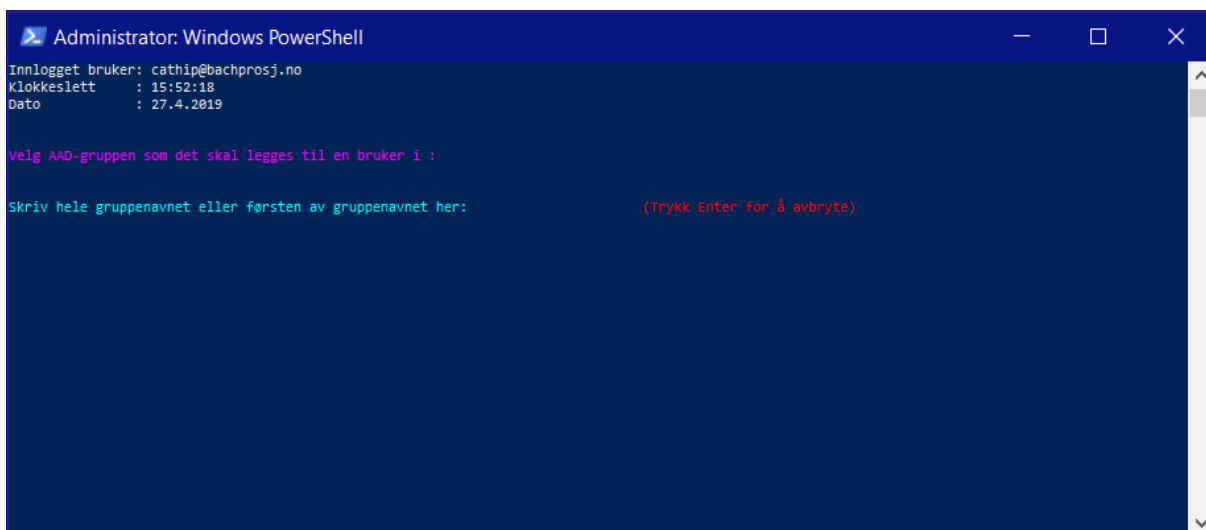 Administrator: Windows PowerShell
Innlogget bruker: cathip@bachprosj.no
Klokkeslett : 15:52:18
Dato : 27.4.2019
Velg AAD-gruppen som det skal legges til en bruker i :
Skriv hele gruppenavnet eller førsten av gruppenavnet her: (Trykk Enter for å avbryte)